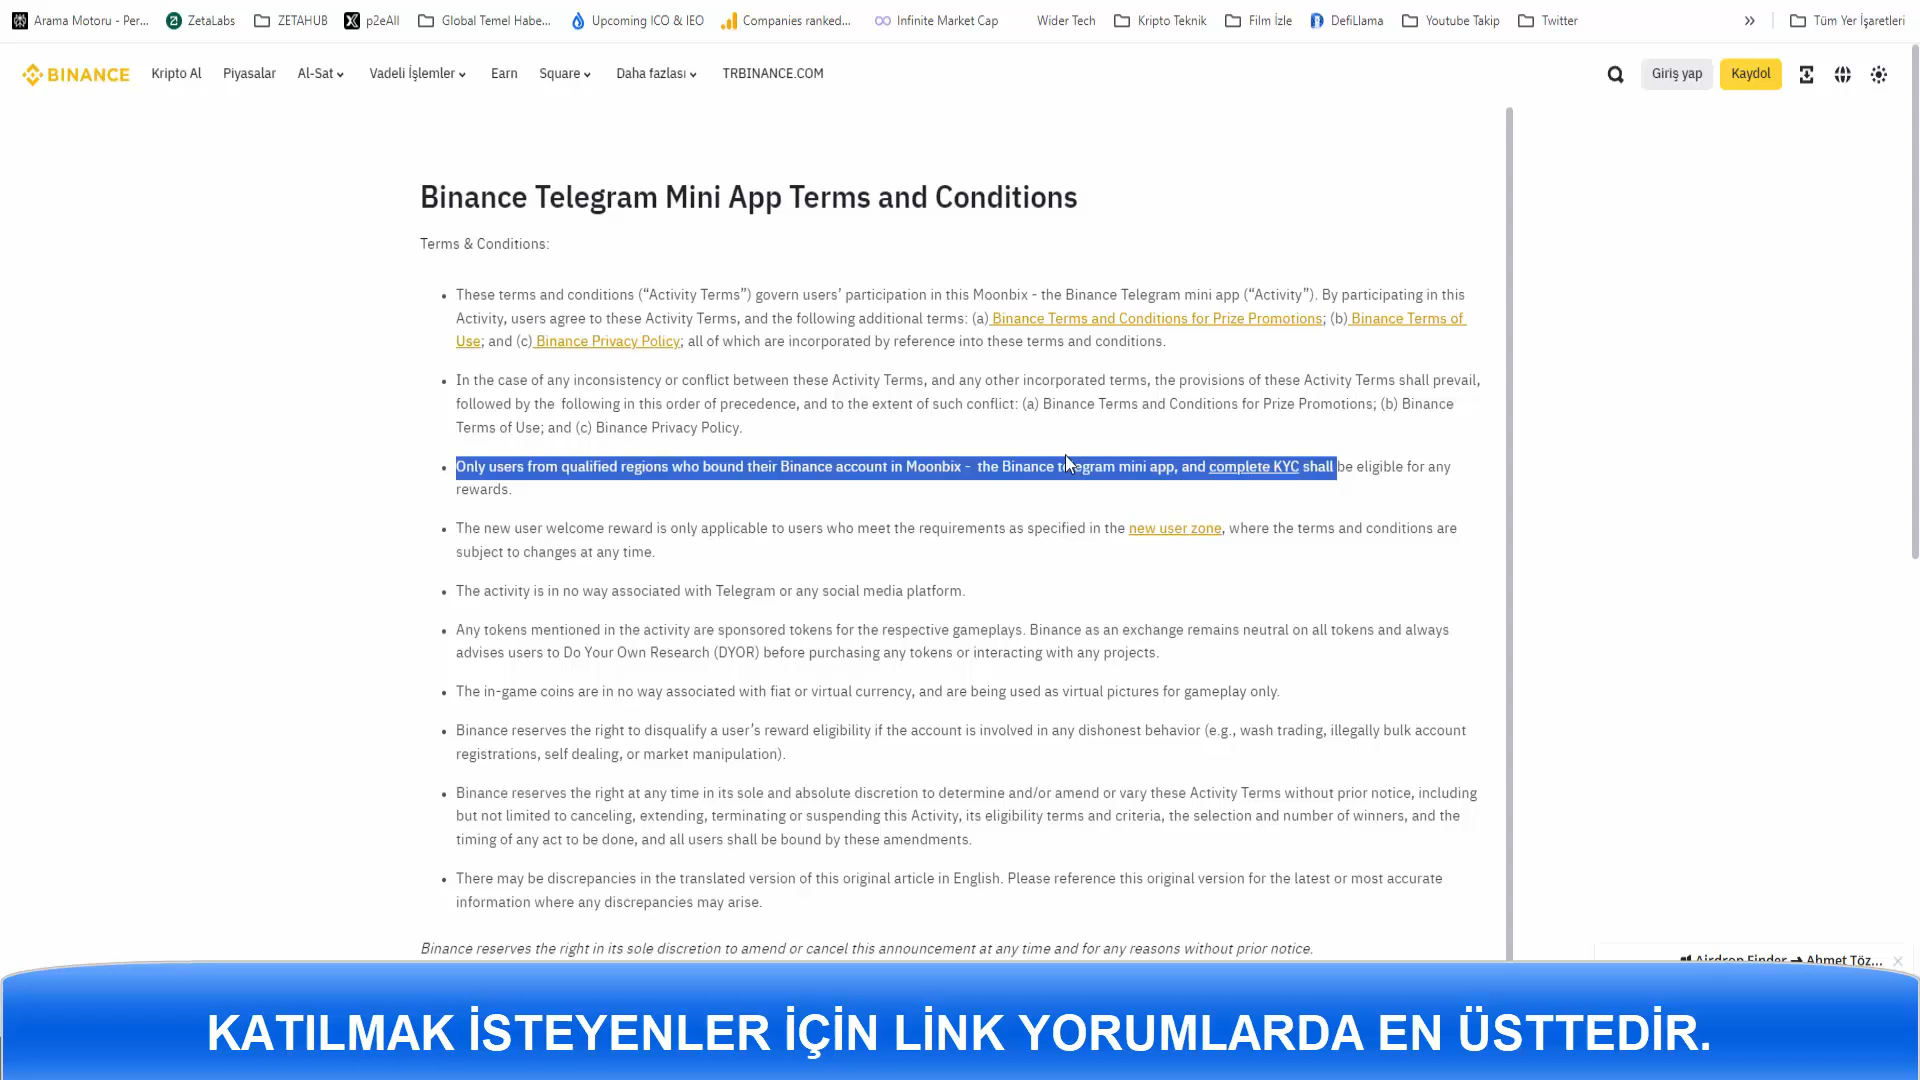 Arama Motoru - Per... ZetaLabs ZETAHUB p2eAll Global Temel Habe... Upcoming ICO & IEO Companies ranked... Infinite Market Cap Wider Tech Kripto Teknik Film İzle DefiLlama Youtube Takip Twitter » Tüm Yer İşaretleri
BINANCE Kripto Al Piyasalar Al-Sat Vadeli İşlemler Earn Square Daha fazlası TRBINANCE.COM Giriş yap Kaydol
Binance Telegram Mini App Terms and Conditions
Terms & Conditions:
• These terms and conditions (“Activity Terms”) govern users’ participation in this Moonbix - the Binance Telegram mini app (“Activity”). By participating in this
Activity, users agree to these Activity Terms, and the following additional terms: (a) Binance Terms and Conditions for Prize Promotions; (b) Binance Terms of
Use; and (c) Binance Privacy Policy; all of which are incorporated by reference into these terms and conditions.
• In the case of any inconsistency or conflict between these Activity Terms, and any other incorporated terms, the provisions of these Activity Terms shall prevail,
followed by the following in this order of precedence, and to the extent of such conflict: (a) Binance Terms and Conditions for Prize Promotions; (b) Binance
Terms of Use; and (c) Binance Privacy Policy.
• Only users from qualified regions who bound their Binance account in Moonbix - the Binance telegram mini app, and complete KYC shall be eligible for any
rewards.
• The new user welcome reward is only applicable to users who meet the requirements as specified in the new user zone, where the terms and conditions are
subject to changes at any time.
• The activity is in no way associated with Telegram or any social media platform.
• Any tokens mentioned in the activity are sponsored tokens for the respective gameplays. Binance as an exchange remains neutral on all tokens and always
advises users to Do Your Own Research (DYOR) before purchasing any tokens or interacting with any projects.
• The in-game coins are in no way associated with fiat or virtual currency, and are being used as virtual pictures for gameplay only.
• Binance reserves the right to disqualify a user’s reward eligibility if the account is involved in any dishonest behavior (e.g., wash trading, illegally bulk account
registrations, self dealing, or market manipulation).
• Binance reserves the right at any time in its sole and absolute discretion to determine and/or amend or vary these Activity Terms without prior notice, including
but not limited to canceling, extending, terminating or suspending this Activity, its eligibility terms and criteria, the selection and number of winners, and the
timing of any act to be done, and all users shall be bound by these amendments.
• There may be discrepancies in the translated version of this original article in English. Please reference this original version for the latest or most accurate
information where any discrepancies may arise.
Binance reserves the right in its sole discretion to amend or cancel this announcement at any time and for any reasons without prior notice.
Airdrop Finder → Ahmet Töz...
KATILMAK İSTEYENLER İÇİN LİNK YORUMLARDA EN ÜSTTEDİR.